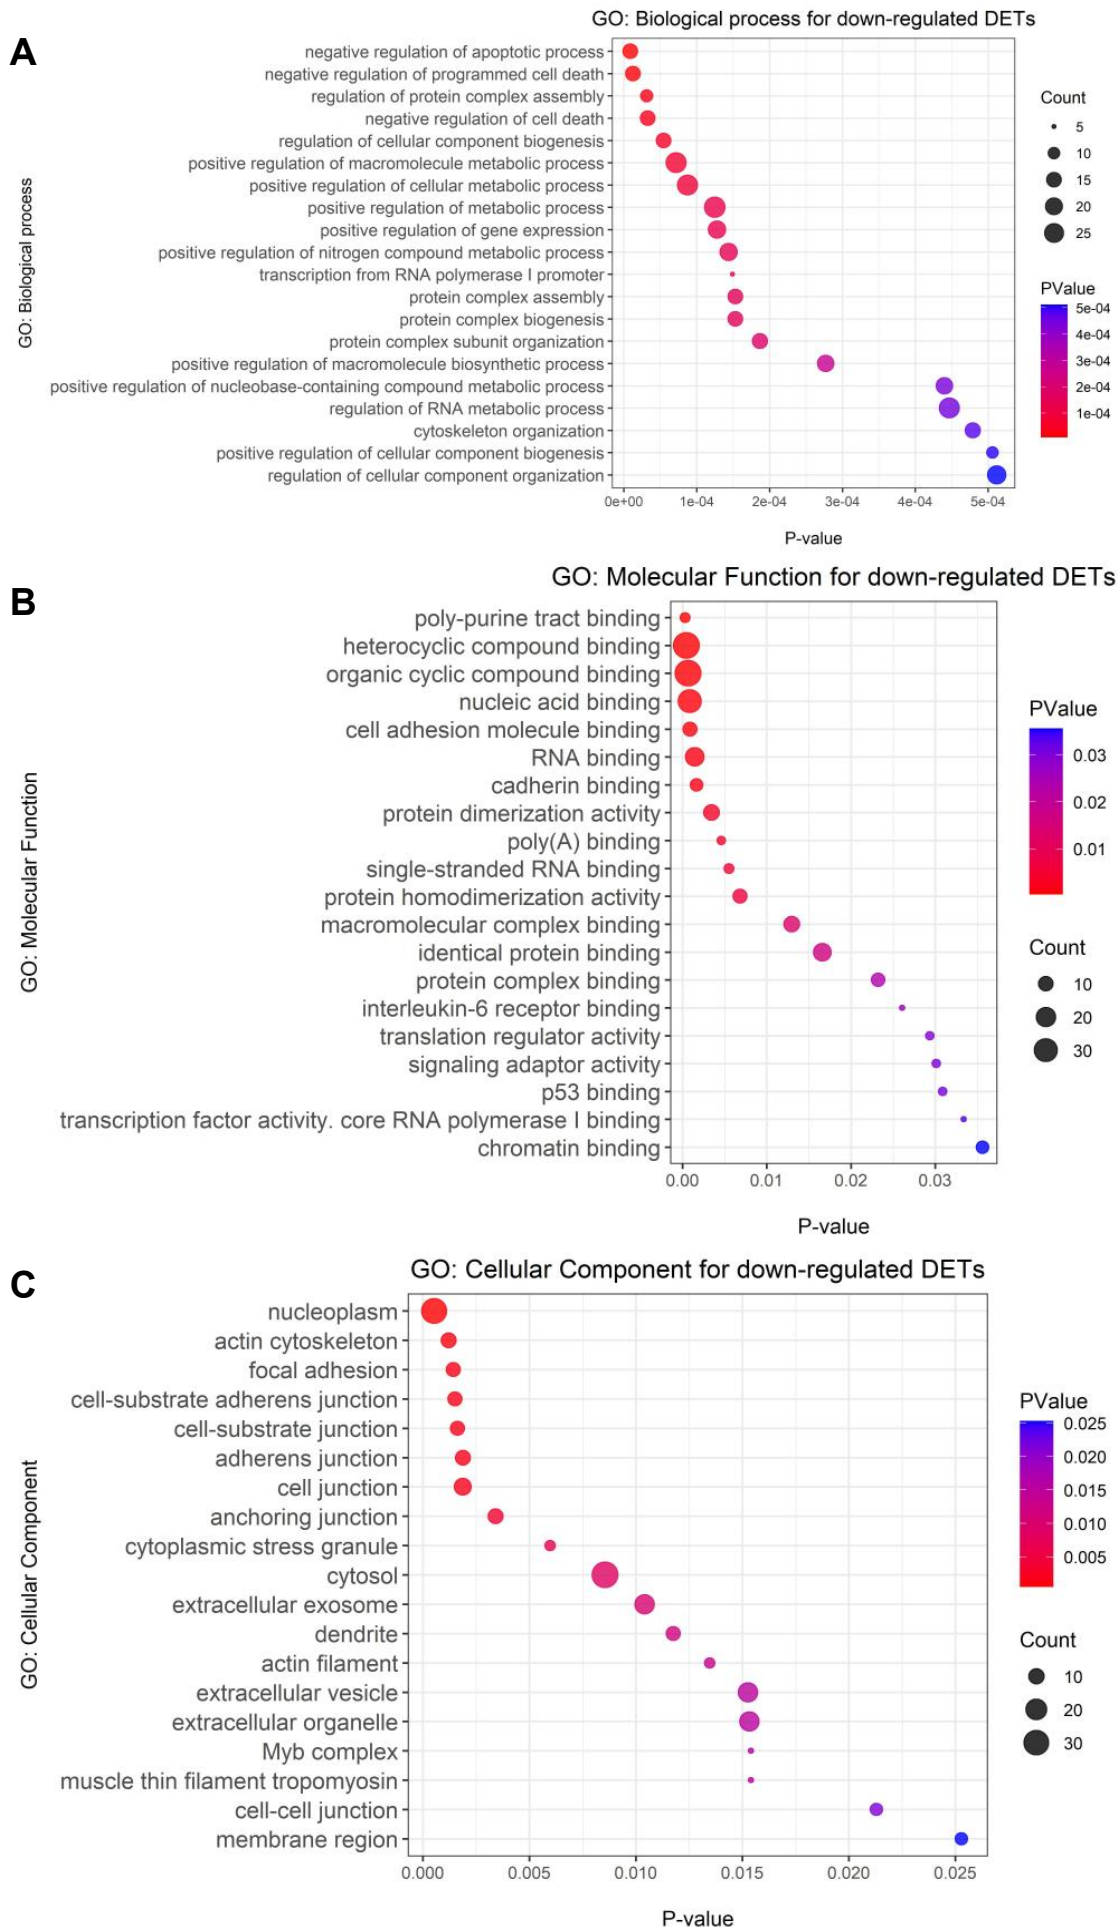 GO: Biological process for down-regulated DETs
A
negative regulation of apoptotic process
negative regulation of programmed cell death
regulation of protein complex assembly
negative regulation of cell death
regulation of cellular component biogenesis
positive regulation of macromolecule metabolic process
positive regulation of cellular metabolic process
positive regulation of metabolic process
positive regulation of gene expression
positive regulation of nitrogen compound metabolic process
transcription from RNA polymerase I promoter
protein complex assembly
protein complex biogenesis
protein complex subunit organization
positive regulation of macromolecule biosynthetic process
positive regulation of nucleobase-containing compound metabolic process
regulation of RNA metabolic process
cytoskeleton organization
positive regulation of cellular component biogenesis
regulation of cellular component organization
GO: Biological process
0e+00 1e-04 2e-04 3e-04 4e-04 5e-04
P-value
Count
5
10
15
20
25
PValue
5e-04
4e-04
3e-04
2e-04
1e-04
GO: Molecular Function for down-regulated DETs
B
poly-purine tract binding
heterocyclic compound binding
organic cyclic compound binding
nucleic acid binding
cell adhesion molecule binding
RNA binding
cadherin binding
protein dimerization activity
poly(A) binding
single-stranded RNA binding
protein homodimerization activity
macromolecular complex binding
identical protein binding
protein complex binding
interleukin-6 receptor binding
translation regulator activity
signaling adaptor activity
p53 binding
transcription factor activity. core RNA polymerase I binding
chromatin binding
GO: Molecular Function
0.00 0.01 0.02 0.03
P-value
PValue
0.03
0.02
0.01
Count
10
20
30
GO: Cellular Component for down-regulated DETs
C
nucleoplasm
actin cytoskeleton
focal adhesion
cell-substrate adherens junction
cell-substrate junction
adherens junction
cell junction
anchoring junction
cytoplasmic stress granule
cytosol
extracellular exosome
dendrite
actin filament
extracellular vesicle
extracellular organelle
Myb complex
muscle thin filament tropomyosin
cell-cell junction
membrane region
GO: Cellular Component
0.000 0.005 0.010 0.015 0.020 0.025
P-value
PValue
0.025
0.020
0.015
0.010
0.005
Count
10
20
30